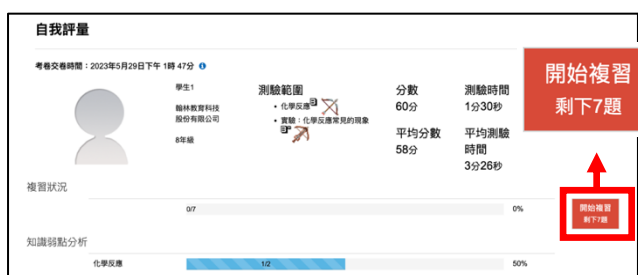 自我評量
考卷交卷時間：2023年5月29日下午 1時 47分
學生1
翰林教育科技
股份有限公司
8年級
測驗範圍
• 化學反應
• 實驗：化學反應常見的現象
分數
60分
平均分數
58分
測驗時間
1分30秒
平均測驗
時間
3分26秒
開始複習
剩下7題
複習狀況
0/7
0%
開始複習
剩下7題
知識弱點分析
化學反應
1/2
50%